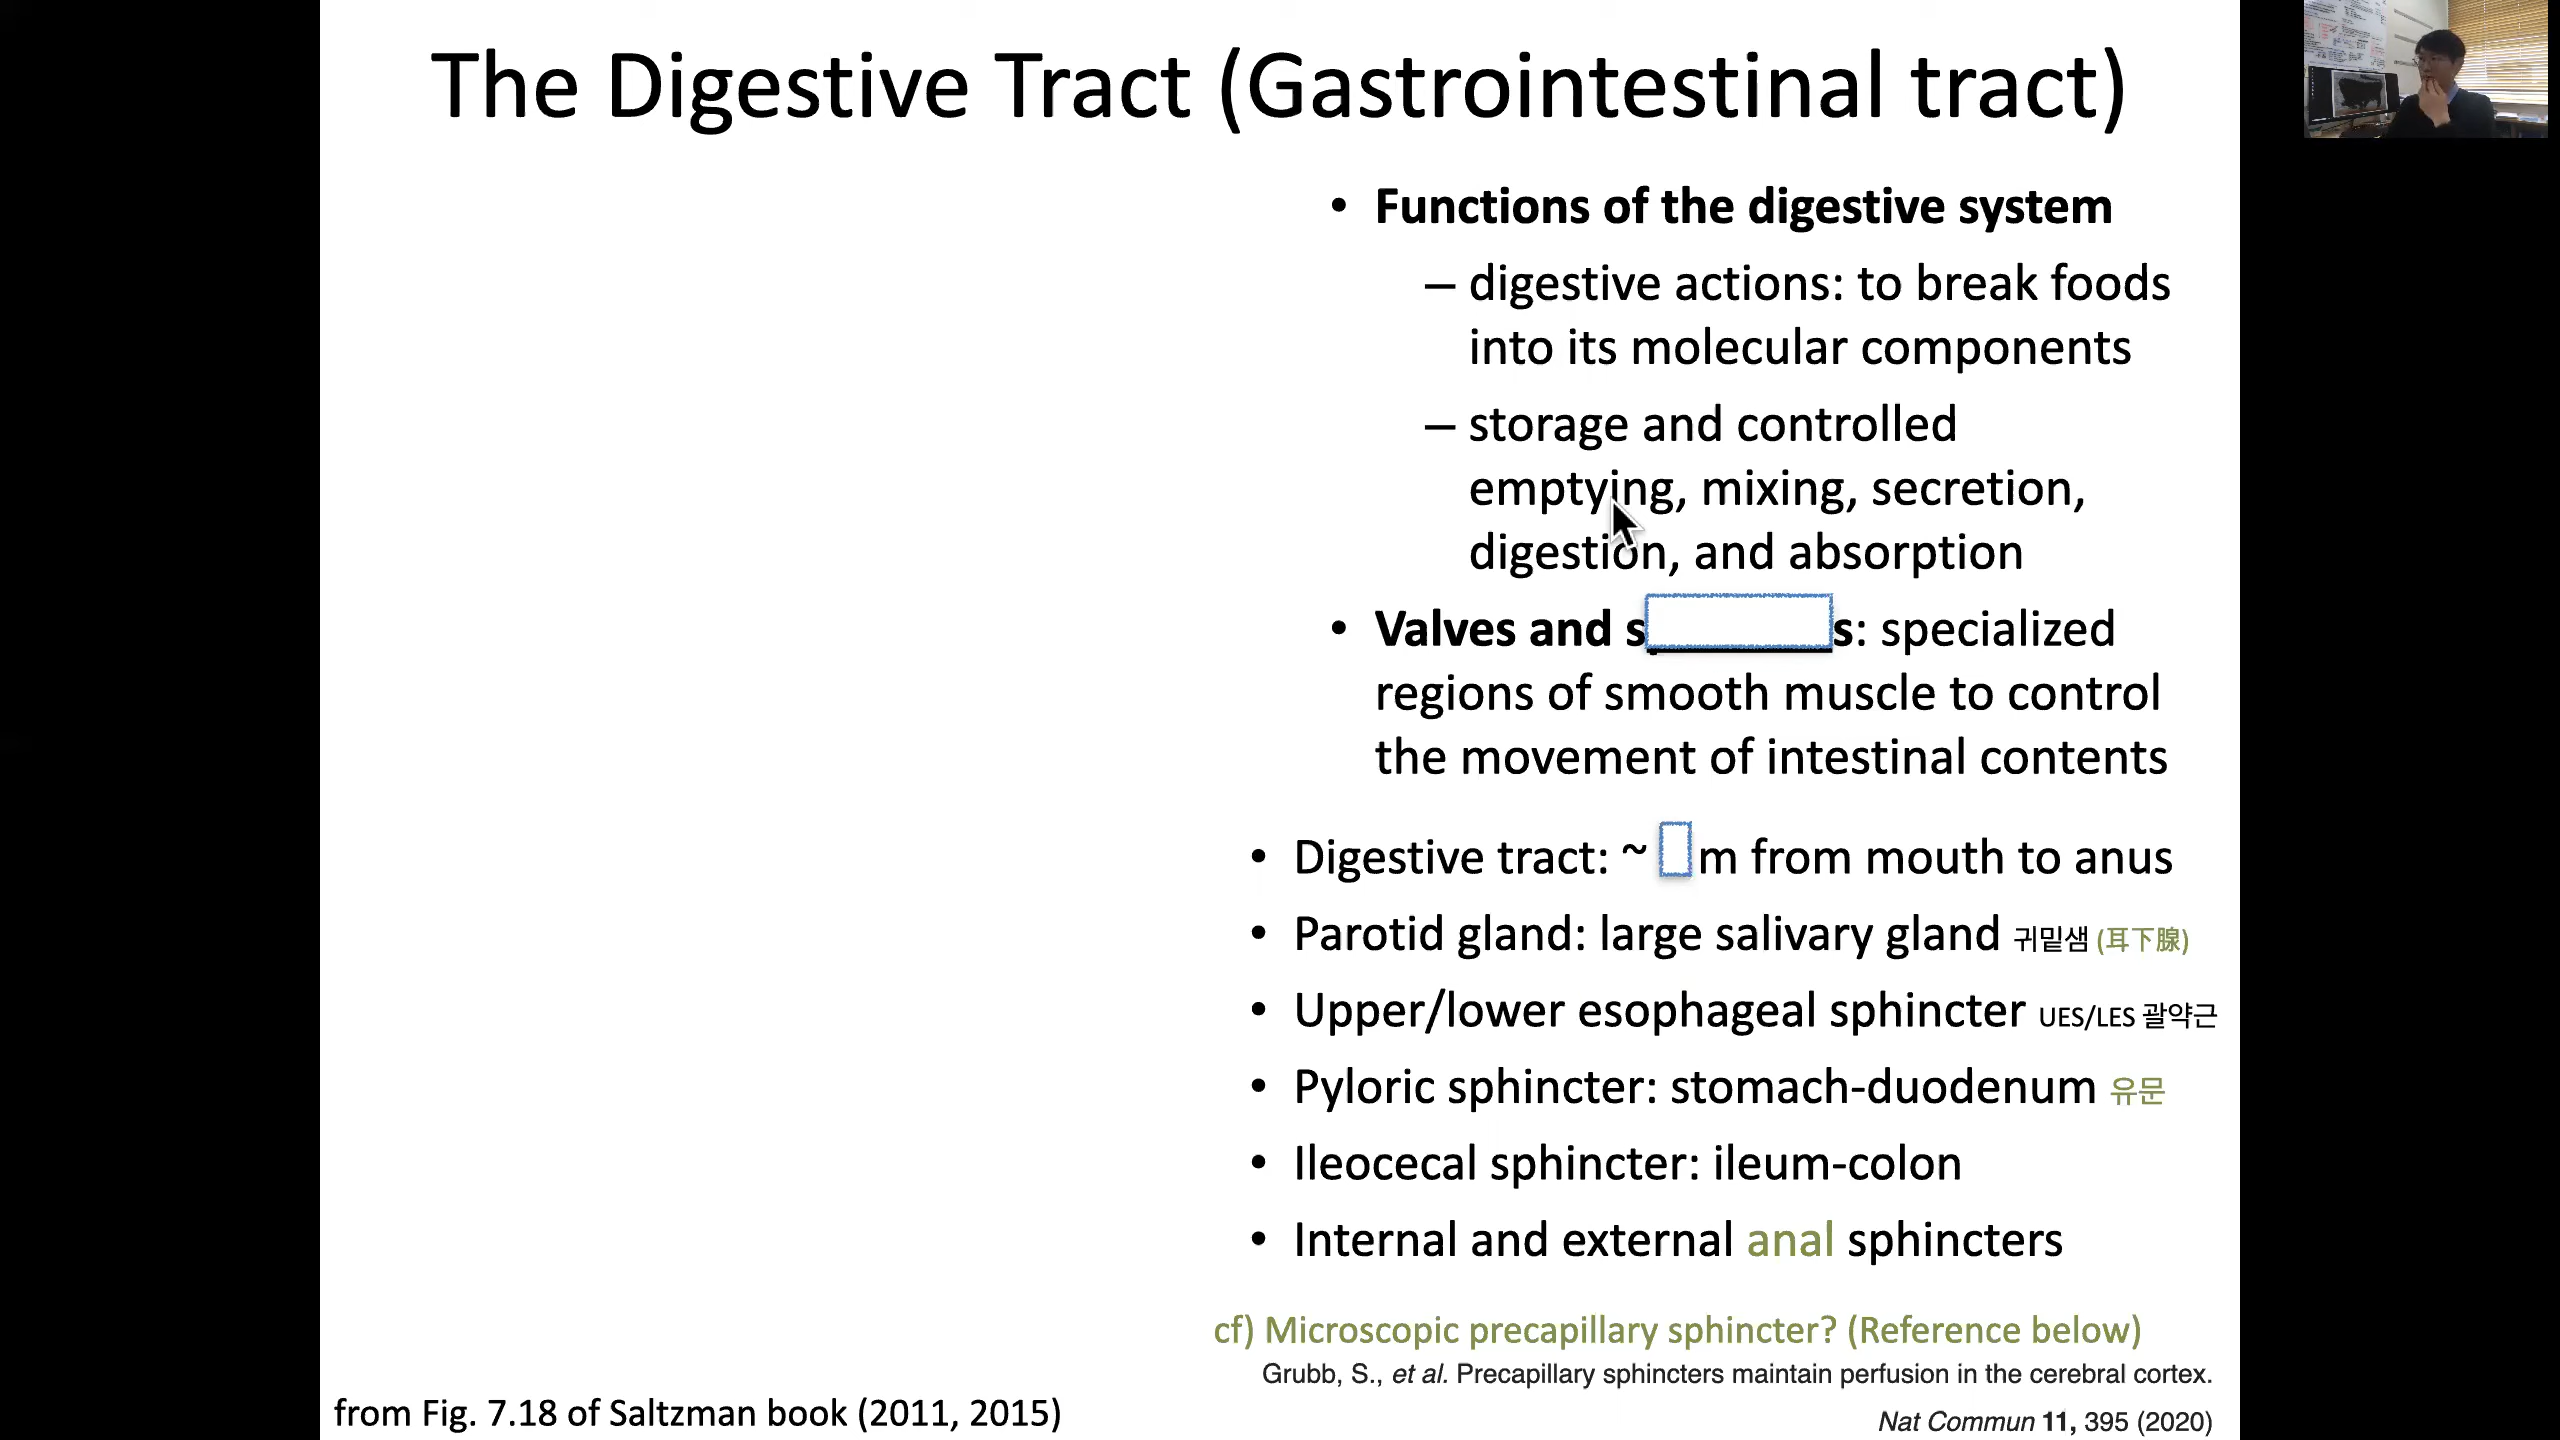 The Digestive Tract (Gastrointestinal tract)
• Functions of the digestive system
– digestive actions: to break foods
into its molecular components
– storage and controlled
emptying, mixing, secretion,
digestion, and absorption
• Valves and s s: specialized
regions of smooth muscle to control
the movement of intestinal contents
• Digestive tract: ~ m from mouth to anus
• Parotid gland: large salivary gland 귀밑샘 (耳下腺)
• Upper/lower esophageal sphincter UES/LES 괄약근
• Pyloric sphincter: stomach-duodenum 유문
• Ileocecal sphincter: ileum-colon
• Internal and external anal sphincters
cf) Microscopic precapillary sphincter? (Reference below)
Grubb, S., et al. Precapillary sphincters maintain perfusion in the cerebral cortex.
Nat Commun 11, 395 (2020)
from Fig. 7.18 of Saltzman book (2011, 2015)